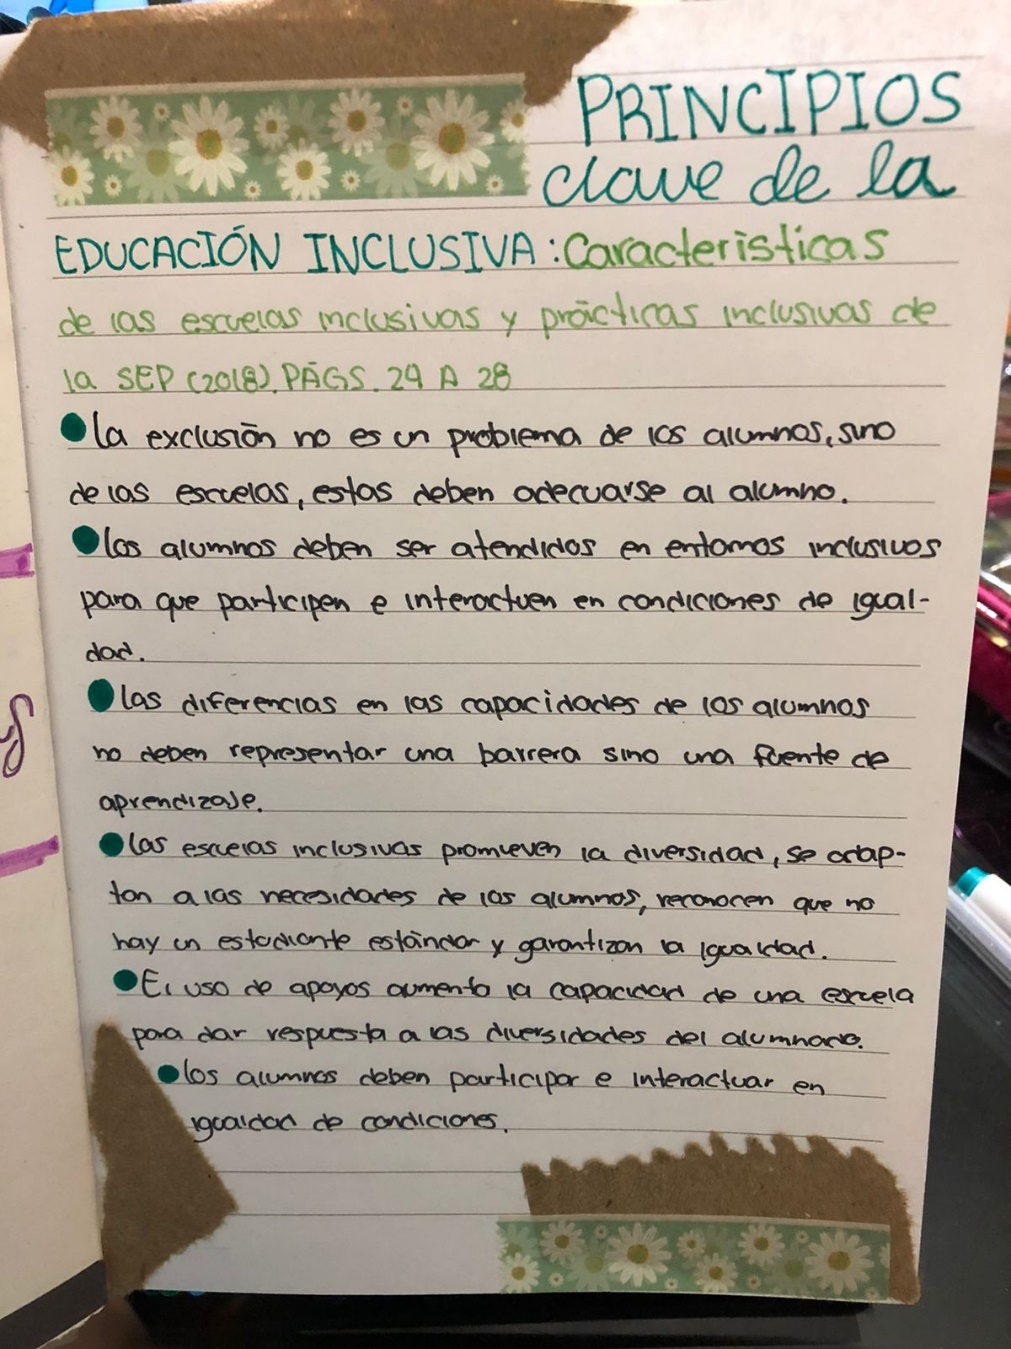 PRINCIPIOS
clave de la
EDUCACIÓN INCLUSIVA: Caracteristicas
de las escuelas inclusivas y prácticas inclusivas de
la SEP (2018). PÁGS. 24 A 28
● La exclusión no es un problema de los alumnos, sino
de las escuelas, estas deben adecuarse al alumno.
● Los alumnos deben ser atendidos en entornos inclusivos
para que participen e interactuen en condiciones de igual-
dad.
● Las diferencias en las capacidades de los alumnos
no deben representar una barrera sino una fuente de
aprendizaje.
● Las escuelas inclusivas promueven la diversidad, se adap-
tan a las necesidades de los alumnos, reconocen que no
hay un estudiante estándar y garantizan la igualdad.
● El uso de apoyos aumenta la capacidad de una escuela
para dar respuesta a las diversidades del alumnado.
● Los alumnos deben participar e interactuar en
igualdad de condiciones.